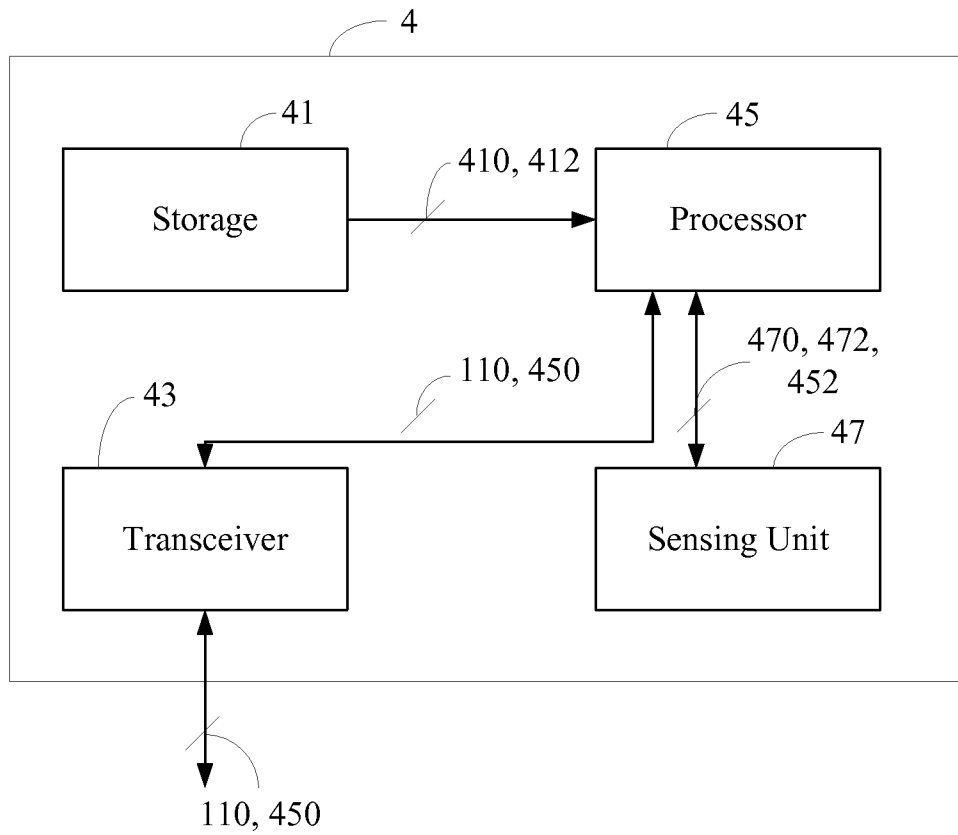 4
41
45
410, 412
Storage
Processor
470, 472,
452
110, 450
43
47
Transceiver
Sensing Unit
110, 450